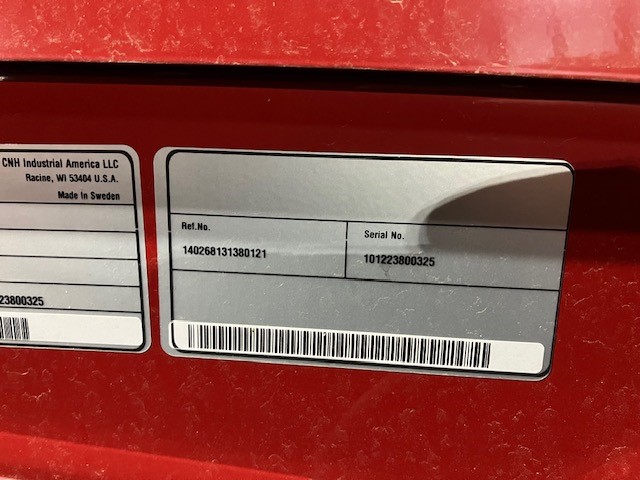 CNH Industrial America LLC
Racine, WI 53404 U.S.A.
Made in Sweden
23800325
Ref.No.
140268131380121
Serial No.
101223800325